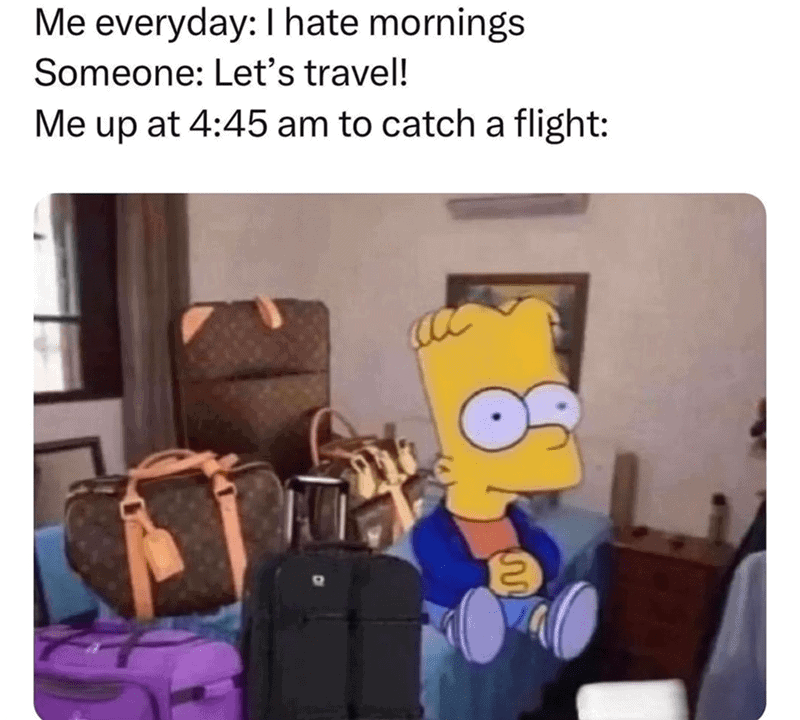 Me everyday: I hate mornings
Someone: Let’s travel!
Me up at 4:45 am to catch a flight: